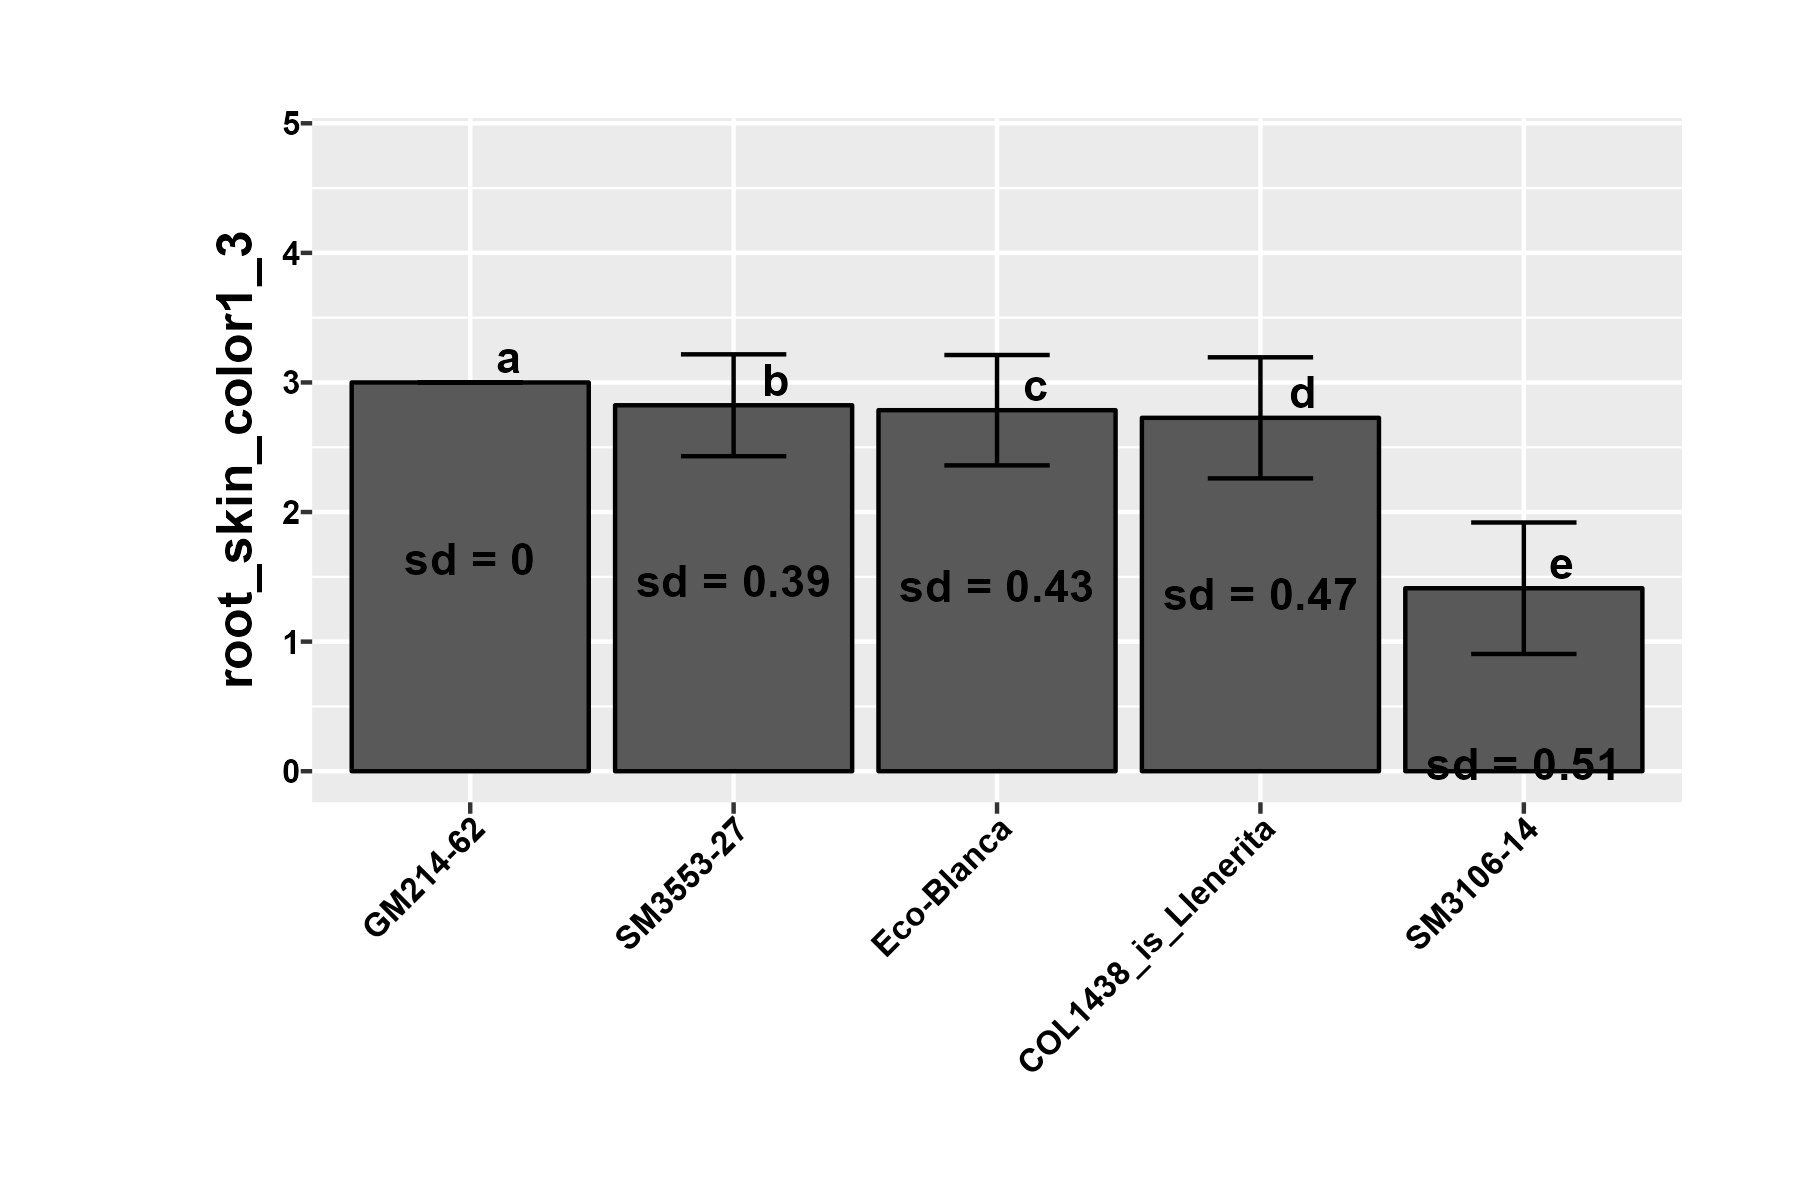 root_skin_color1_3
5
4
3
2
1
0
a
b
c
d
e
sd = 0
sd = 0.39
sd = 0.43
sd = 0.47
sd = 0.51
GM214-62
SM3553-27
Eco-Blanca
COL1438_is_Llenerita
SM3106-14